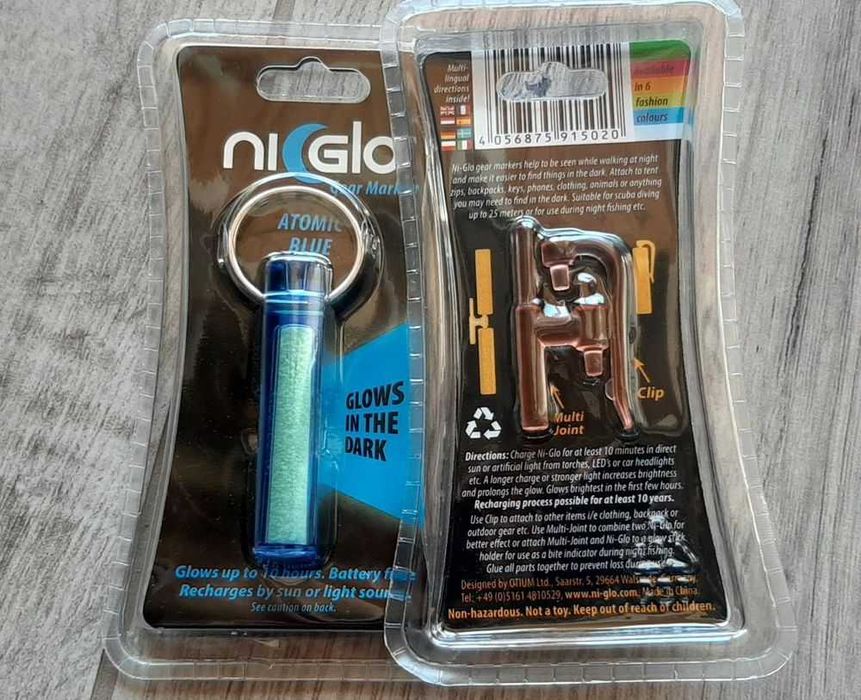 ni Glo
Gear
ATOMIC
BLUE
GLOWS
IN THE
DARK
Glows up to hours. Battery
Recharges by sun or light
See caution on back.
Multi-
lingual
directions
inside!
4 056875 915020
Available
in 6
fashion
colours
Ni-Glo gear markers help to be seen while walking at night
and make it easier to find things in the dark. Attach to tent
zips, backpacks, keys, phones, clothing, animals or anything
you may need to find in the dark. Suitable for scuba diving
up to 25 meters or for use during night fishing etc.
Clip
Multi
Joint
Directions: Charge Ni-Glo for at least 10 minutes in direct
sun or artificial light from torches, LED's or car headlights
etc. A longer charge or stronger light increases brightness
and prolongs the glow. Glows brightest in the first few hours.
Recharging process possible for at least 10 years.
Use Clip to attach to other items i/e clothing, backpack or
outdoor gear etc. Use Multi-Joint to combine two Ni-Glo for
better effect or attach Multi-Joint and Ni-Glo to a glow stick
holder for use as a bite indicator during night fishing.
Glue all parts together to prevent loss
Designed by OTIUM Ltd., Saarstr. 5, 29664
Tel.: +49 (0)5161 4810529, www.ni-glo.com. Made in China.
Non-hazardous. Not a toy. Keep out of reach of children.